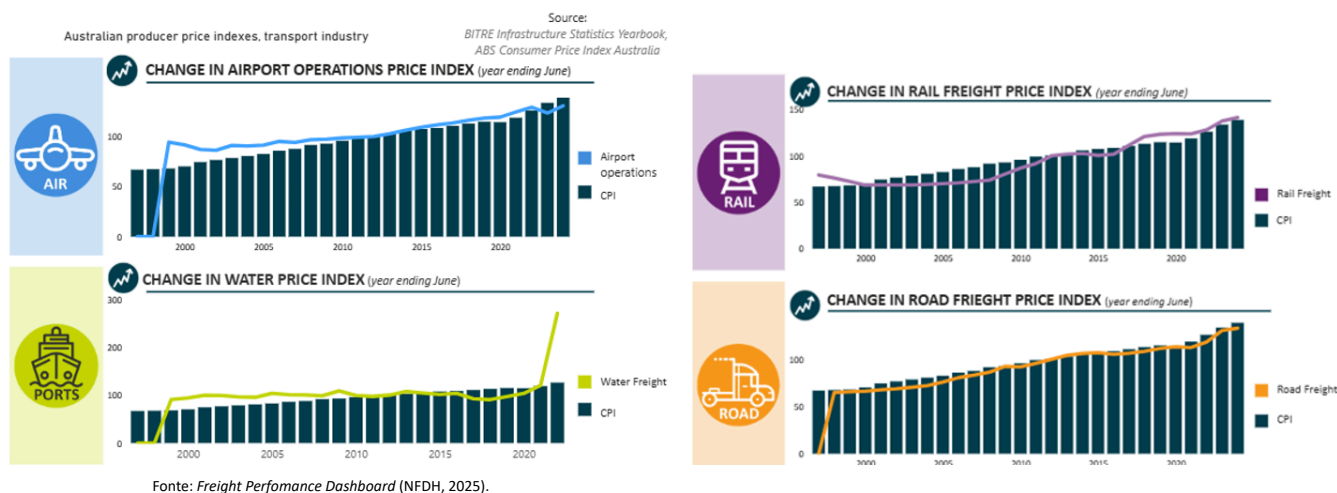 Australian producer price indexes, transport industry
Source:
BITRE Infrastructure Statistics Yearbook,
ABS Consumer Price Index Australia
AIR
CHANGE IN AIRPORT OPERATIONS PRICE INDEX (year ending June)
100
50
0
2000 2005 2010 2015 2020
Airport
operations
CPI
PORTS
CHANGE IN WATER PRICE INDEX (year ending June)
300
200
100
0
2000 2005 2010 2015 2020
Water Freight
CPI
RAIL
CHANGE IN RAIL FREIGHT PRICE INDEX (year ending June)
150
100
50
0
2000 2005 2010 2015 2020
Rail Freight
CPI
ROAD
CHANGE IN ROAD FRIEGHT PRICE INDEX (year ending June)
100
50
0
2000 2005 2010 2015 2020
Road Freight
CPI
Fonte: Freight Perfomance Dashboard (NFDH, 2025).